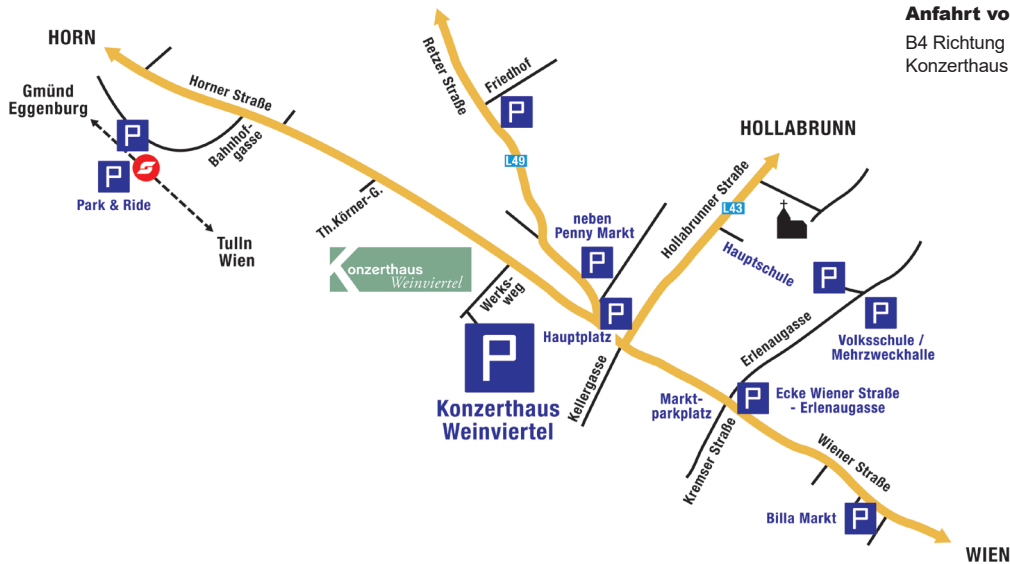 Anfahrt vo
B4 Richtung
Konzerthaus
HORN
Gmünd
Eggenburg
Horner Straße
Retzer Straße
Friedhof
P
HOLLABRUNN
P
Bahnhof-
gasse
L49
P
Park & Ride
Th.Körner-G.
neben
Penny Markt
P
Hollabrunner Straße
L43
Hauptschule
Tulln
Wien
Konzerthaus
Weinviertel
Werks-
weg
P
P
Volksschule /
Mehrzweckhalle
P
Hauptplatz
Erlenaugasse
P
Konzerthaus
Weinviertel
Kellergasse
Markt-
parkplatz
P
Ecke Wiener Straße
- Erlenaugasse
Kremser Straße
Wiener Straße
Billa Markt
P
WIEN